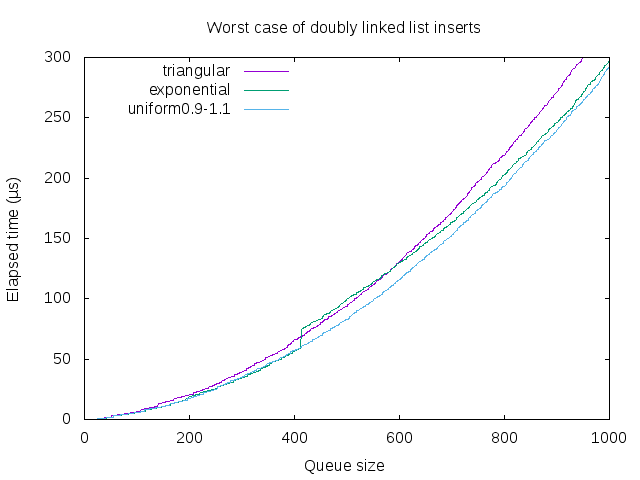 Worst case of doubly linked list inserts
300
250
200
150
100
50
0
triangular
exponential
uniform0.9-1.1
Elapsed time (µs)
0 200 400 600 800 1000
Queue size